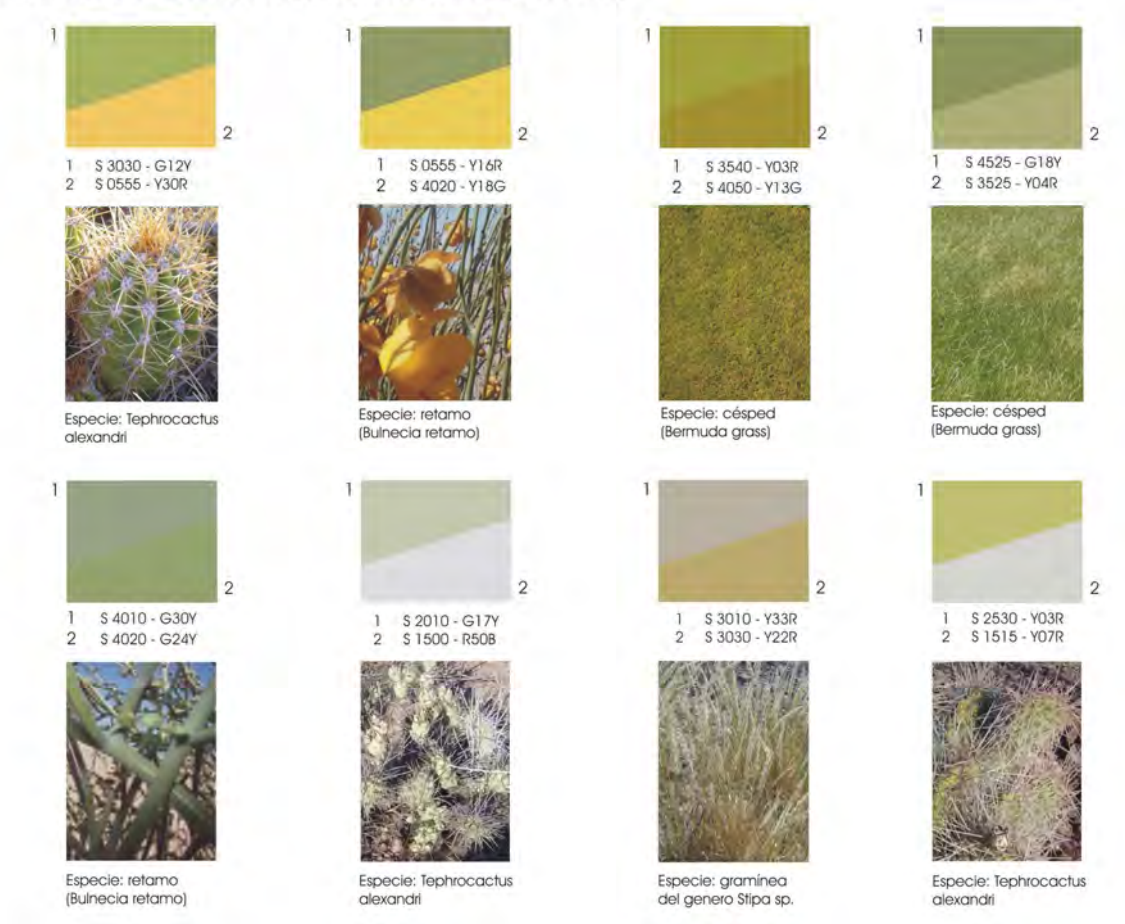 1
2
1 S 3030 - G12Y
2 S 0555 - Y30R
Especie: Tephrocactus
alexandri
1
2
1 S 0555 - Y16R
2 S 4020 - Y18G
Especie: retamo
(Bulnecia retamo)
1
2
1 S 3540 - Y03R
2 S 4050 - Y13G
Especie: césped
(Bermuda grass)
1
2
1 S 4525 - G18Y
2 S 3525 - Y04R
Especie: césped
(Bermuda grass)
1
2
1 S 4010 - G30Y
2 S 4020 - G24Y
Especie: retamo
(Bulnecia retamo)
1
2
1 S 2010 - G17Y
2 S 1500 - R50B
Especie: Tephrocactus
alexandri
1
2
1 S 3010 - Y33R
2 S 3030 - Y22R
Especie: gramínea
del genero Stipa sp.
1
2
1 S 2530 - Y03R
2 S 1515 - Y07R
Especie: Tephrocactus
alexandri